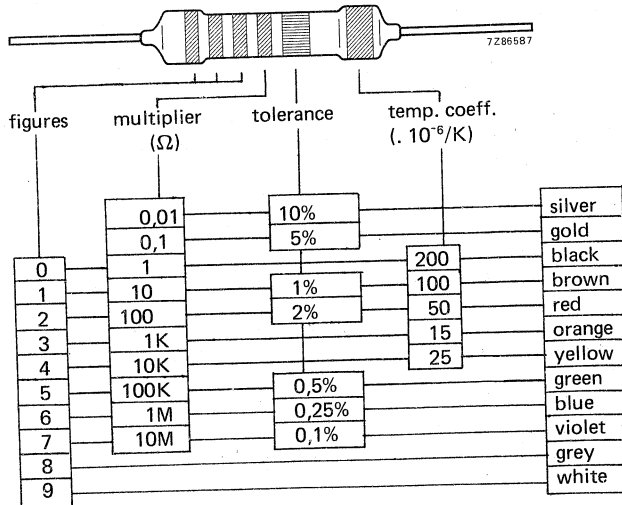 7Z86587
figures multiplier tolerance temp. coeff.
(Ω) (. 10⁻⁶/K)
0,01 10% silver
0,1 5% gold
0 1 200 black
1 10 1% 100 brown
2 100 2% 50 red
3 1K 15 orange
4 10K 25 yellow
5 100K 0,5% green
6 1M 0,25% blue
7 10M 0,1% violet
8 grey
9 white